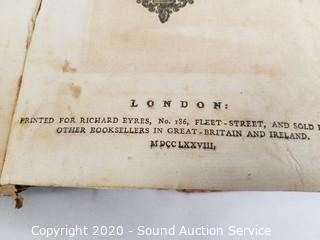 LONDON:
PRINTED FOR RICHARD EYRES, No. 186, FLEET-STREET, AND SOLD
OTHER BOOKSELLERS IN GREAT-BRITAIN AND IRELAND.
MDCCLXXVIII.
Copyright 2020 - Sound Auction Service